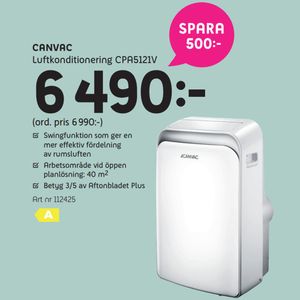 SPARA
500:-
CANVAC
Luftkonditionering CPA5121V
6 490:-
(ord. pris 6 990:-)
Swingfunktion som ger en
mer effektiv fördelning
av rumsluften
Arbetsområde vid öppen
planlösning: 40 m²
Betyg 3/5 av Aftonbladet Plus
Art nr 112425
A
CANVAC